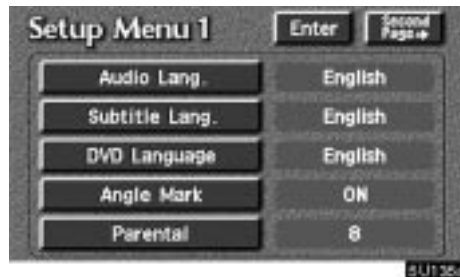 Setup Menu 1 Enter Second Page
Audio Lang. English
Subtitle Lang. English
DVD Language English
Angle Mark ON
Parental 8
5U135